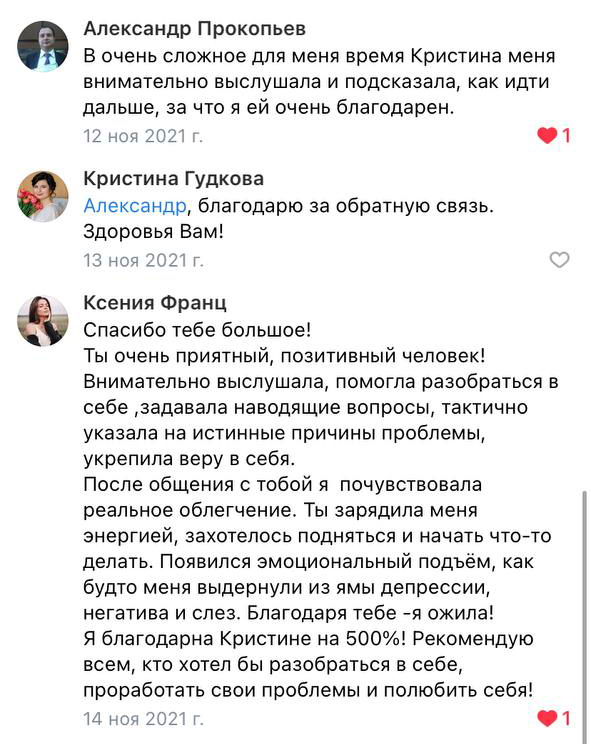 Александр Прокопьев
В очень сложное для меня время Кристина меня
внимательно выслушала и подсказала, как идти
дальше, за что я ей очень благодарен.
12 ноя 2021 г.
1
Кристина Гудкова
Александр, благодарю за обратную связь.
Здоровья Вам!
13 ноя 2021 г.
Ксения Франц
Спасибо тебе большое!
Ты очень приятный, позитивный человек!
Внимательно выслушала, помогла разобраться в
себе ,задавала наводящие вопросы, тактично
указала на истинные причины проблемы,
укрепила веру в себя.
После общения с тобой я  почувствовала
реальное облегчение. Ты зарядила меня
энергией, захотелось подняться и начать что-то
делать. Появился эмоциональный подъём, как
будто меня выдернули из ямы депрессии,
негатива и слез. Благодаря тебе -я ожила!
Я благодарна Кристине на 500%! Рекомендую
всем, кто хотел бы разобраться в себе,
проработать свои проблемы и полюбить себя!
14 ноя 2021 г.
1